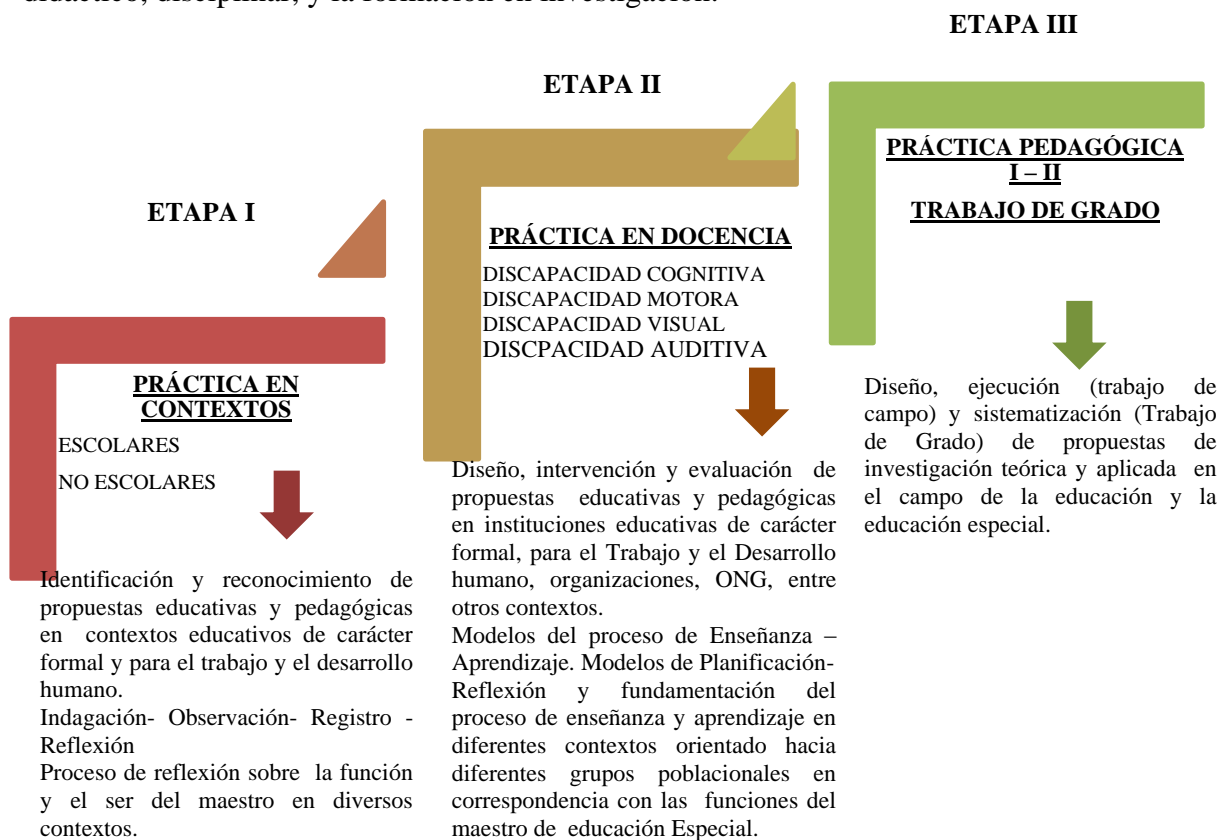 didáctico, disciplinar, y la formación en investigación.
ETAPA I
PRÁCTICA EN
CONTEXTOS
ESCOLARES
NO ESCOLARES
Identificación y reconocimiento de
propuestas educativas y pedagógicas
en contextos educativos de carácter
formal y para el trabajo y el desarrollo
humano.
Indagación- Observación- Registro -
Reflexión
Proceso de reflexión sobre la función
y el ser del maestro en diversos
contextos.
ETAPA II
PRÁCTICA EN DOCENCIA
DISCAPACIDAD COGNITIVA
DISCAPACIDAD MOTORA
DISCAPACIDAD VISUAL
DISCPACIDAD AUDITIVA
Diseño, intervención y evaluación de
propuestas educativas y pedagógicas
en instituciones educativas de carácter
formal, para el Trabajo y el Desarrollo
humano, organizaciones, ONG, entre
otros contextos.
Modelos del proceso de Enseñanza –
Aprendizaje. Modelos de Planificación-
Reflexión y fundamentación del
proceso de enseñanza y aprendizaje en
diferentes contextos orientado hacia
diferentes grupos poblacionales en
correspondencia con las funciones del
maestro de educación Especial.
ETAPA III
PRÁCTICA PEDAGÓGICA
I – II
TRABAJO DE GRADO
Diseño, ejecución (trabajo de
campo) y sistematización (Trabajo
de Grado) de propuestas de
investigación teórica y aplicada en
el campo de la educación y la
educación especial.